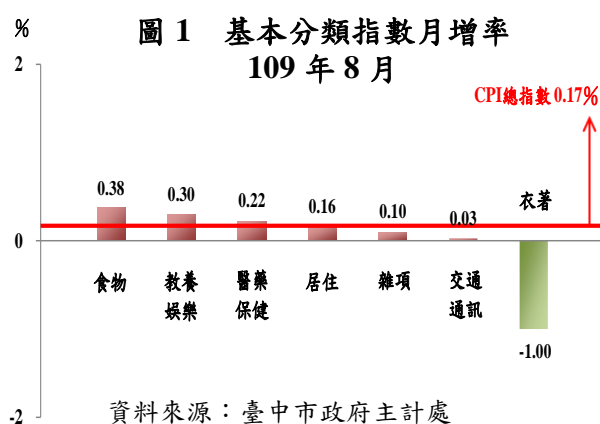 %
圖 1 基本分類指數月增率
109 年 8 月
2
CPI總指數 0.17%
0.38
0.30
0.22
0.16
0.10
0.03
衣著
0
食物
教養
娛樂
醫藥
保健
居住
雜項
交通
通訊
-1.00
-2
資料來源：臺中市政府主計處